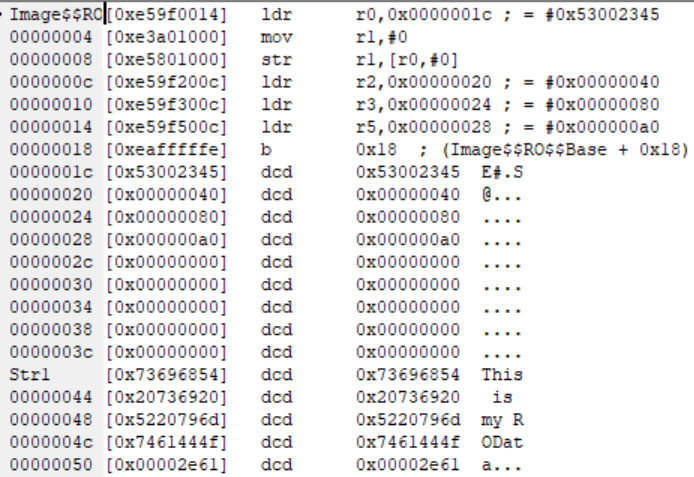 Image$$RO[0xe59f0014] ldr r0,0x0000001c ; = #0x53002345
00000004 [0xe3a01000] mov r1,#0
00000008 [0xe5801000] str r1,[r0,#0]
0000000c [0xe59f200c] ldr r2,0x00000020 ; = #0x00000040
00000010 [0xe59f300c] ldr r3,0x00000024 ; = #0x00000080
00000014 [0xe59f500c] ldr r5,0x00000028 ; = #0x000000a0
00000018 [0xeafffffe] b 0x18 ; (Image$$RO$$Base + 0x18)
0000001c [0x53002345] dcd 0x53002345 E#.S
00000020 [0x00000040] dcd 0x00000040 @...
00000024 [0x00000080] dcd 0x00000080 ....
00000028 [0x000000a0] dcd 0x000000a0 ....
0000002c [0x00000000] dcd 0x00000000 ....
00000030 [0x00000000] dcd 0x00000000 ....
00000034 [0x00000000] dcd 0x00000000 ....
00000038 [0x00000000] dcd 0x00000000 ....
0000003c [0x00000000] dcd 0x00000000 ....
Str1 [0x73696854] dcd 0x73696854 This
00000044 [0x20736920] dcd 0x20736920 is
00000048 [0x5220796d] dcd 0x5220796d my R
0000004c [0x7461444f] dcd 0x7461444f ODat
00000050 [0x00002e61] dcd 0x00002e61 a...